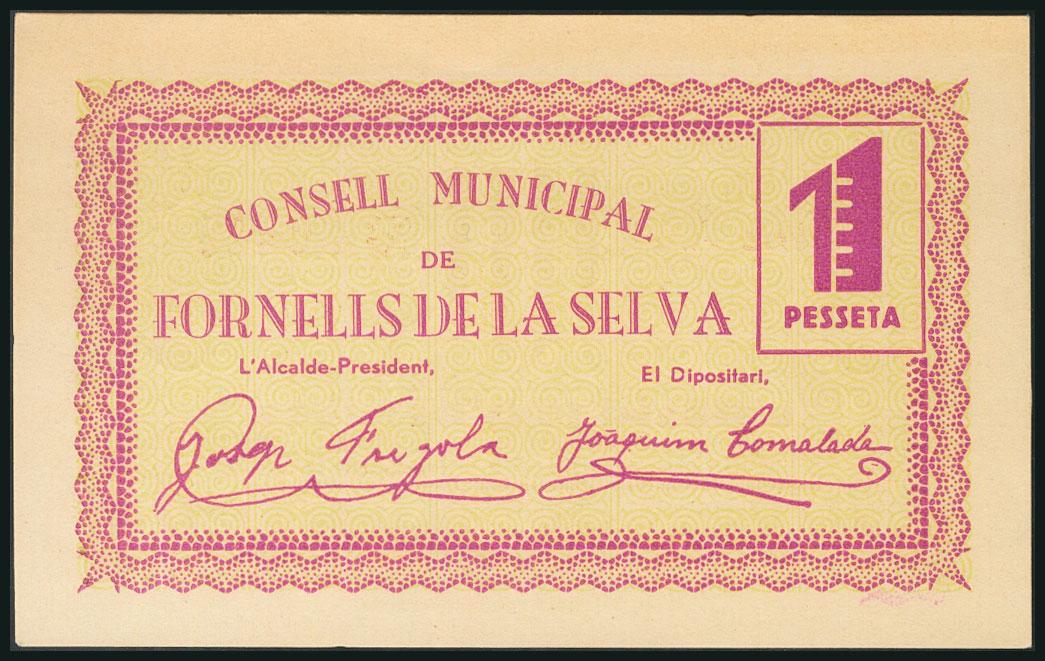 CONSELL MUNICIPAL
DE
FORNELLS DE LA SELVA
1
PESSETA
L'Alcalde-President,
El Dipositari,
Josep Frigola
Joaquim Comalada